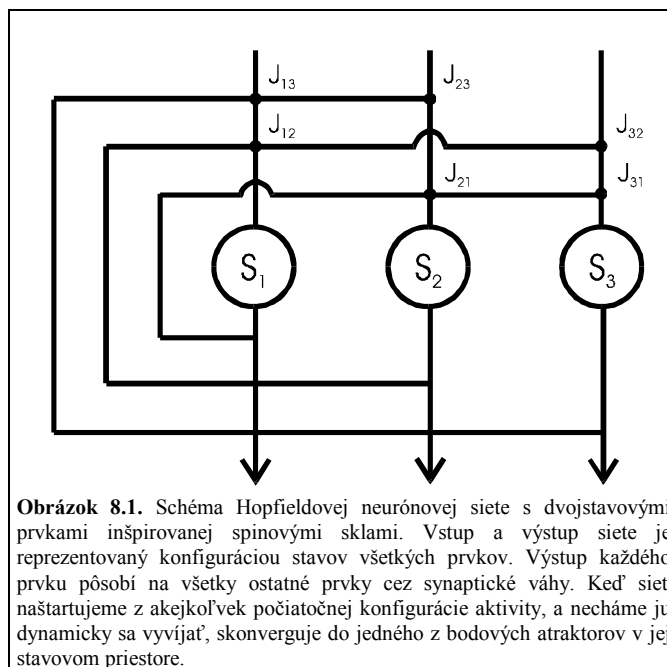 J13 J23
J12 J32
J21 J31
S1 S2 S3
Obrázok 8.1. Schéma Hopfieldovej neurónovej siete s dvojstavovými
prvkami inšpirovanej spinovými sklami. Vstup a výstup siete je
reprezentovaný konfiguráciou stavov všetkých prvkov. Výstup každého
prvku pôsobí na všetky ostatné prvky cez synaptické váhy. Keď sieť
naštartujeme z akejkoľvek počiatočnej konfigurácie aktivity, a necháme ju
dynamicky sa vyvíjať, skonverguje do jedného z bodových atraktorov v jej
stavovom priestore.